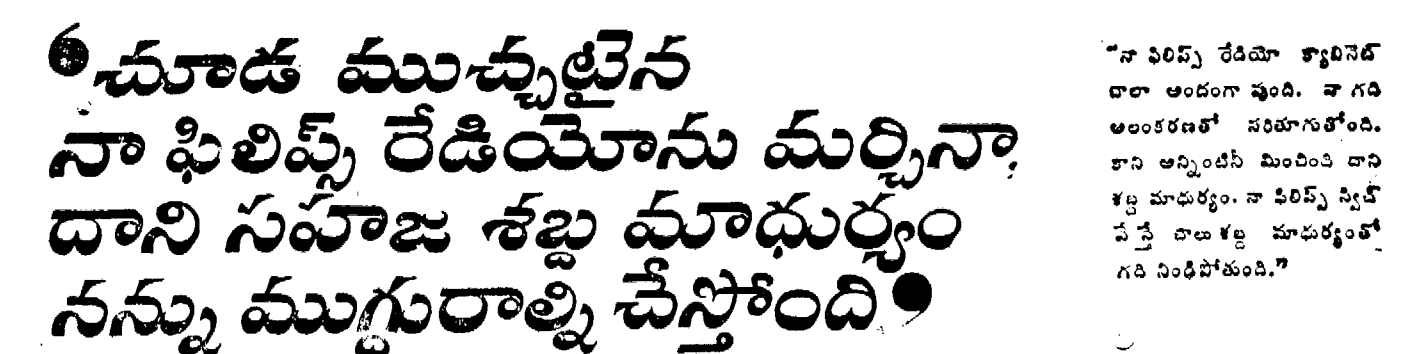 ‘చూడ ముచ్చటైన
నా ఫిలిప్స్ రేడియోను మర్చినా,
దాని సహజ శబ్ద మాధుర్యం
నన్ను ముగ్ధురాల్ని చేస్తోంది’
“నా ఫిలిప్స్ రేడియో క్యాబినెట్
చాలా అందంగా వుంది. నా గది
అలంకరణతో సరితూగుతోంది.
కాని అన్నింటినీ మించింది దాని
శబ్ద మాధుర్యం. నా ఫిలిప్స్ స్విచ్
వేస్తే చాలు శబ్ద మాధుర్యంతో
గది నిండిపోతుంది.”